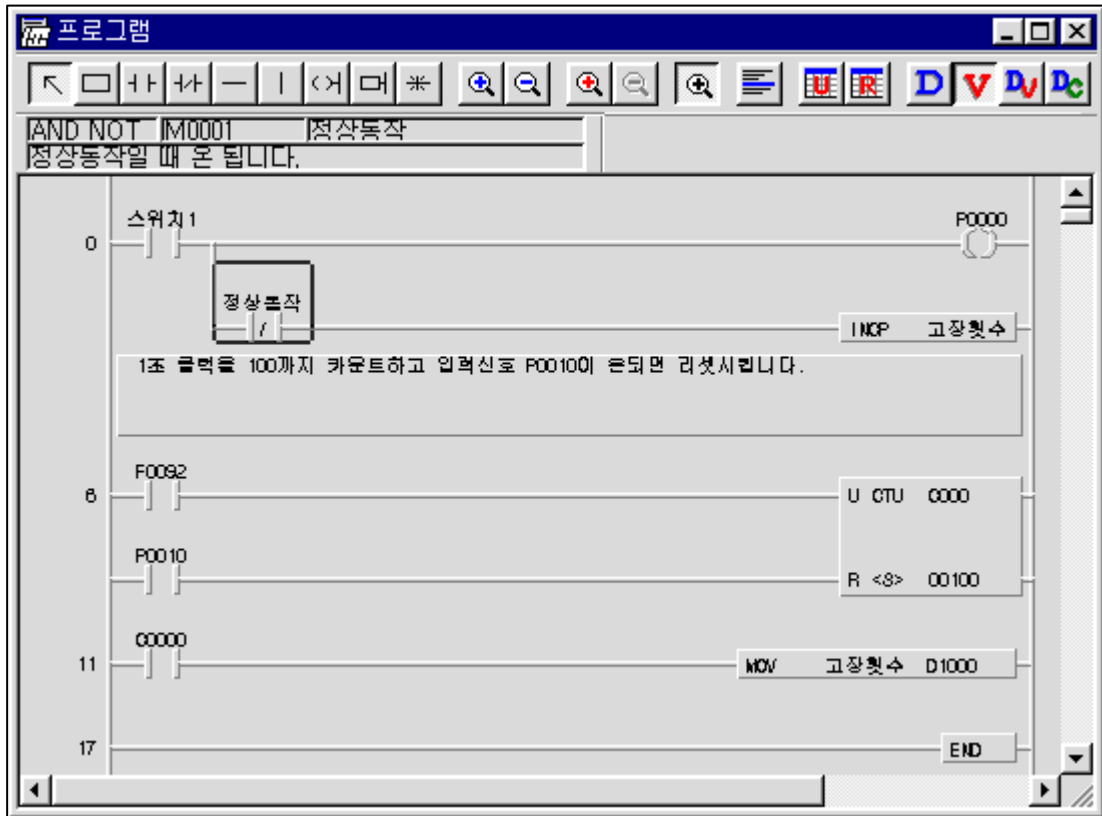 프로그램
U R D V DV DC
AND NOT M0001 정상동작
정상동작일 때 온 됩니다.
스위치1 P0000
0
정상동작
INCP 고장횟수
1초 클럭을 100까지 카운트하고 입력신호 P0010이 온되면 리셋시킵니다.
F0092
6 U CTU C000
P0010
R <S> 00100
C0000
11 MOV 고장횟수 D1000
17 END